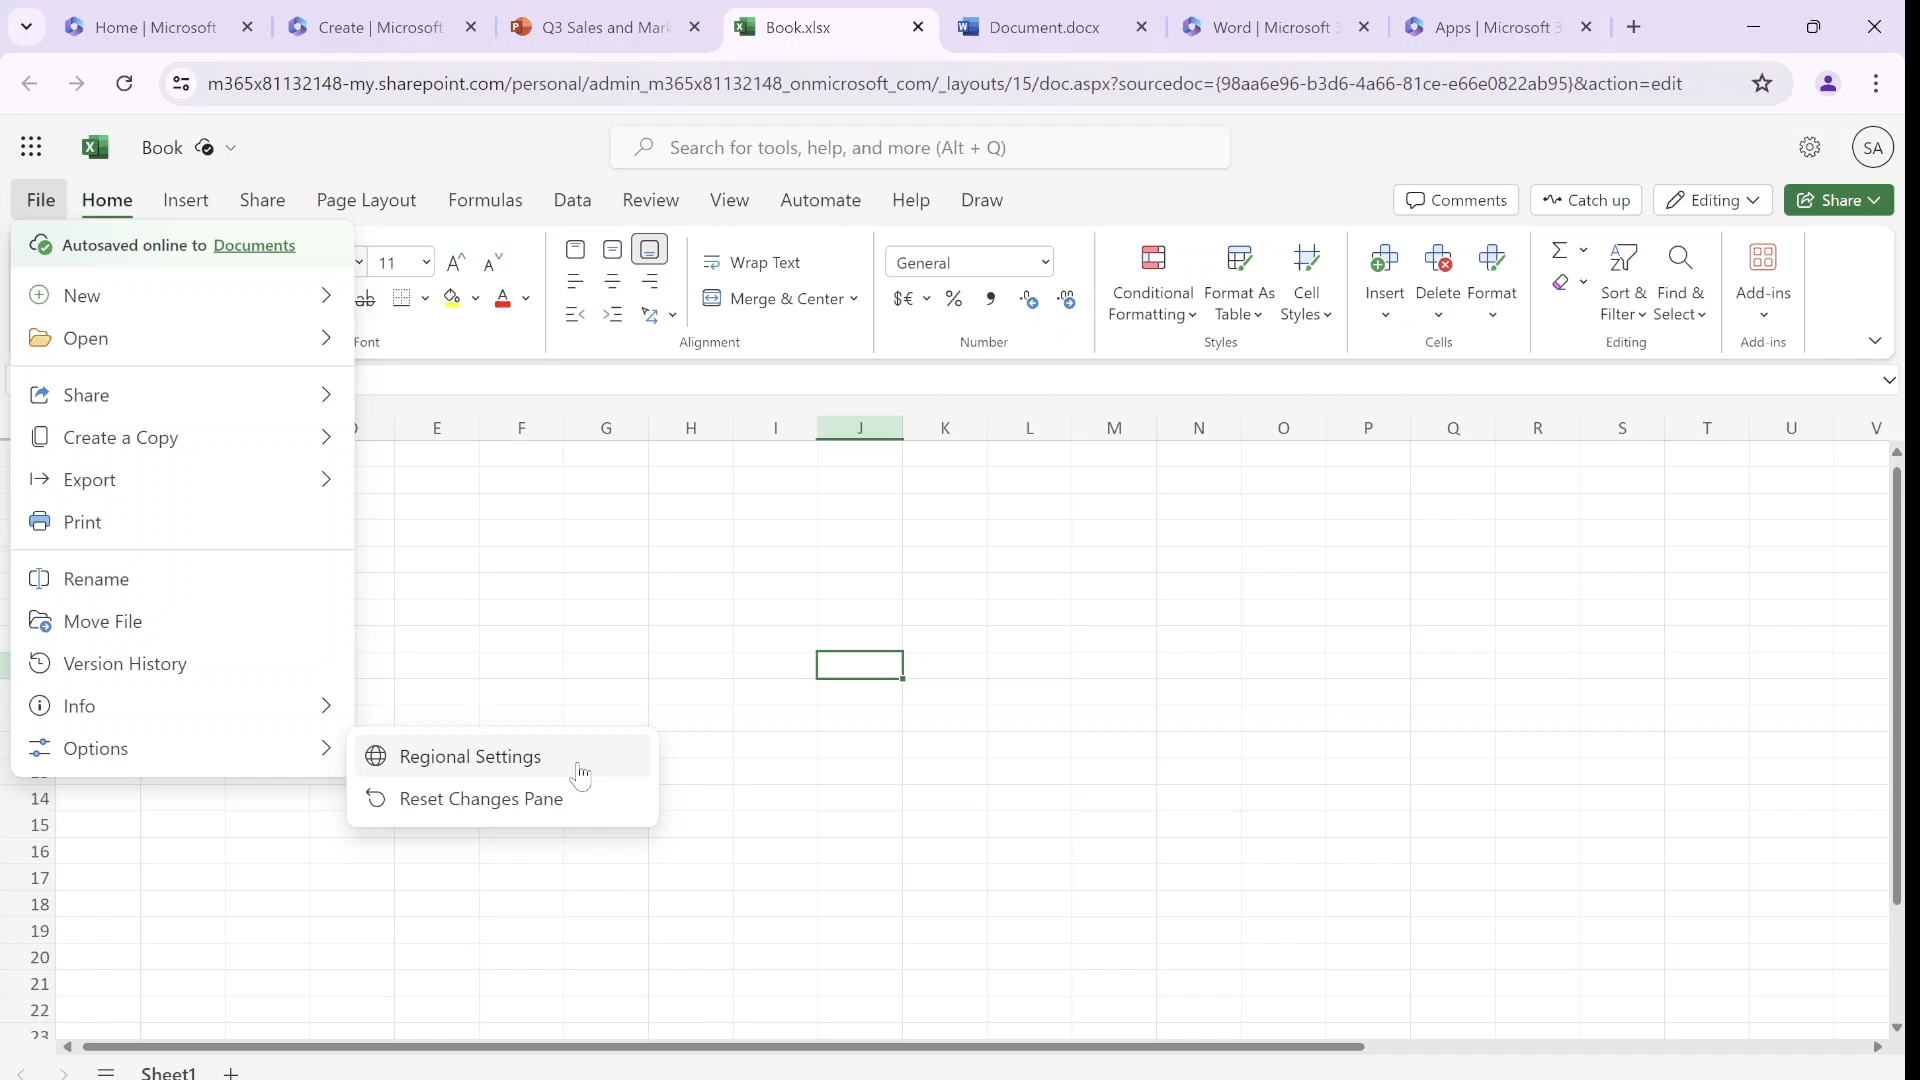 Home | Microsoft
Create | Microsoft
Q3 Sales and Mark
Book.xlsx
Document.docx
Word | Microsoft 3
Apps | Microsoft 3
m365x81132148-my.sharepoint.com/personal/admin_m365x81132148_onmicrosoft_com/_layouts/15/doc.aspx?sourcedoc={98aa6e96-b3d6-4a66-81ce-e66e0822ab95}&action=edit
Book
Search for tools, help, and more (Alt + Q)
SA
File Home Insert Share Page Layout Formulas Data Review View Automate Help Draw
Comments
Catch up
Editing
Share
Autosaved online to Documents
New
Open
Share
Create a Copy
Export
Print
Rename
Move File
Version History
Info
Options
Regional Settings
Reset Changes Pane
11 A A
ab A
Font
Wrap Text
Merge & Center
Alignment
General
$€ % 9
Number
Conditional Formatting
Format As Table
Cell Styles
Styles
Insert
Delete
Format
Cells
Σ
Sort & Filter
Find & Select
Editing
Add-ins
Add-ins
E F G H I J K L M N O P Q R S T U V
14
15
16
17
18
19
20
21
22
23
Sheet1